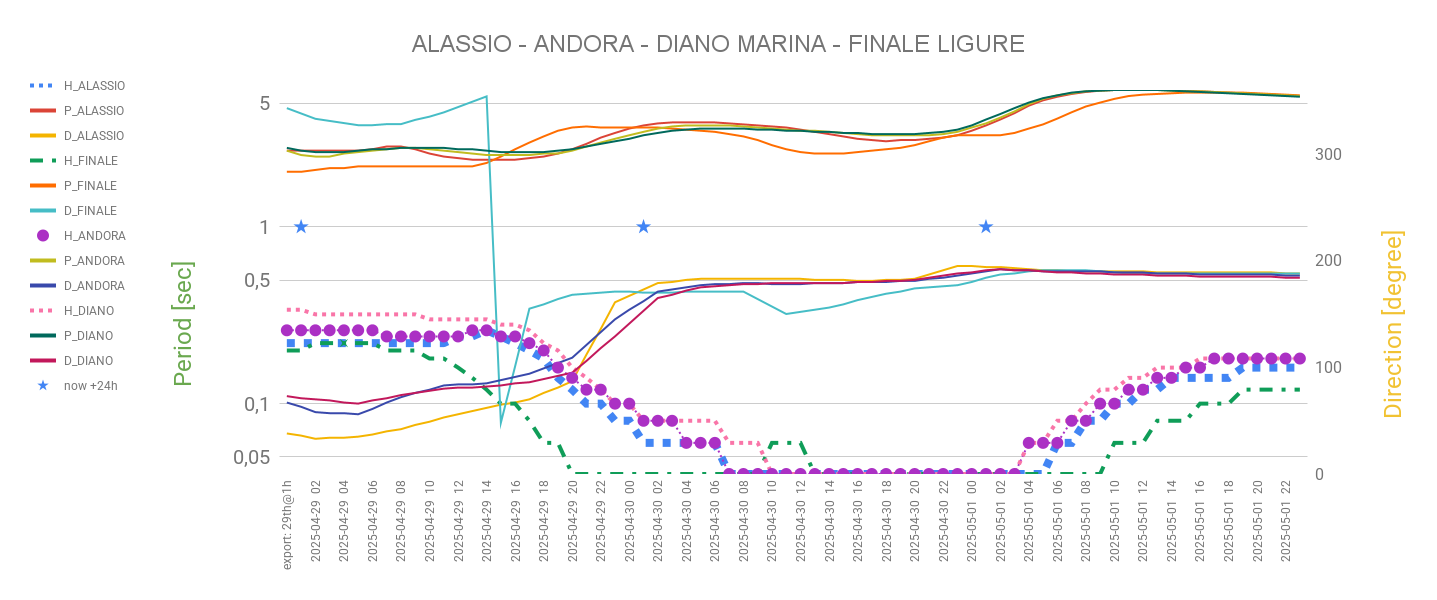 ALASSIO - ANDORA - DIANO MARINA - FINALE LIGURE
H_ALASSIO
P_ALASSIO
D_ALASSIO
H_FINALE
P_FINALE
D_FINALE
H_ANDORA
P_ANDORA
D_ANDORA
H_DIANO
P_DIANO
D_DIANO
now +24h
Period [sec]
5
1
0,5
0,1
0,05
300
200
100
0
Direction [degree]
export: 29th@1h
2025-04-29 02
2025-04-29 04
2025-04-29 06
2025-04-29 08
2025-04-29 10
2025-04-29 12
2025-04-29 14
2025-04-29 16
2025-04-29 18
2025-04-29 20
2025-04-29 22
2025-04-30 00
2025-04-30 02
2025-04-30 04
2025-04-30 06
2025-04-30 08
2025-04-30 10
2025-04-30 12
2025-04-30 14
2025-04-30 16
2025-04-30 18
2025-04-30 20
2025-04-30 22
2025-05-01 00
2025-05-01 02
2025-05-01 04
2025-05-01 06
2025-05-01 08
2025-05-01 10
2025-05-01 12
2025-05-01 14
2025-05-01 16
2025-05-01 18
2025-05-01 20
2025-05-01 22